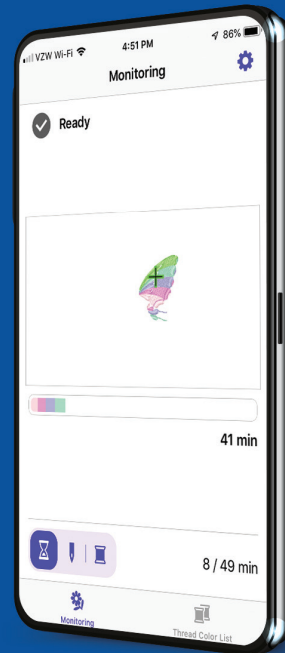 VZW Wi-Fi 4:51 PM 86%
Monitoring
Ready
41 min
8 / 49 min
Monitoring
Thread Color List